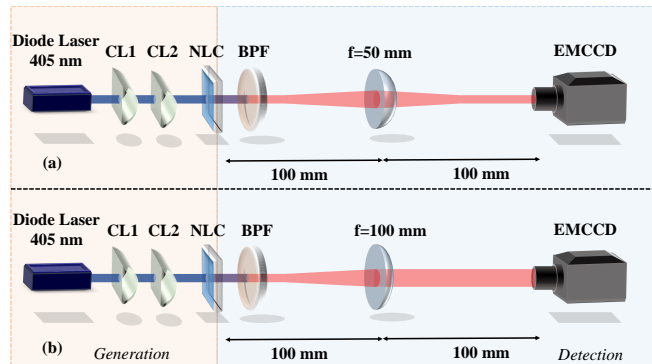 Diode Laser
405 nm
CL1
CL2
NLC
BPF
f=50 mm
EMCCD
(a)
100 mm
100 mm
Diode Laser
405 nm
CL1
CL2
NLC
BPF
f=100 mm
EMCCD
(b)
100 mm
100 mm
Generation
Detection